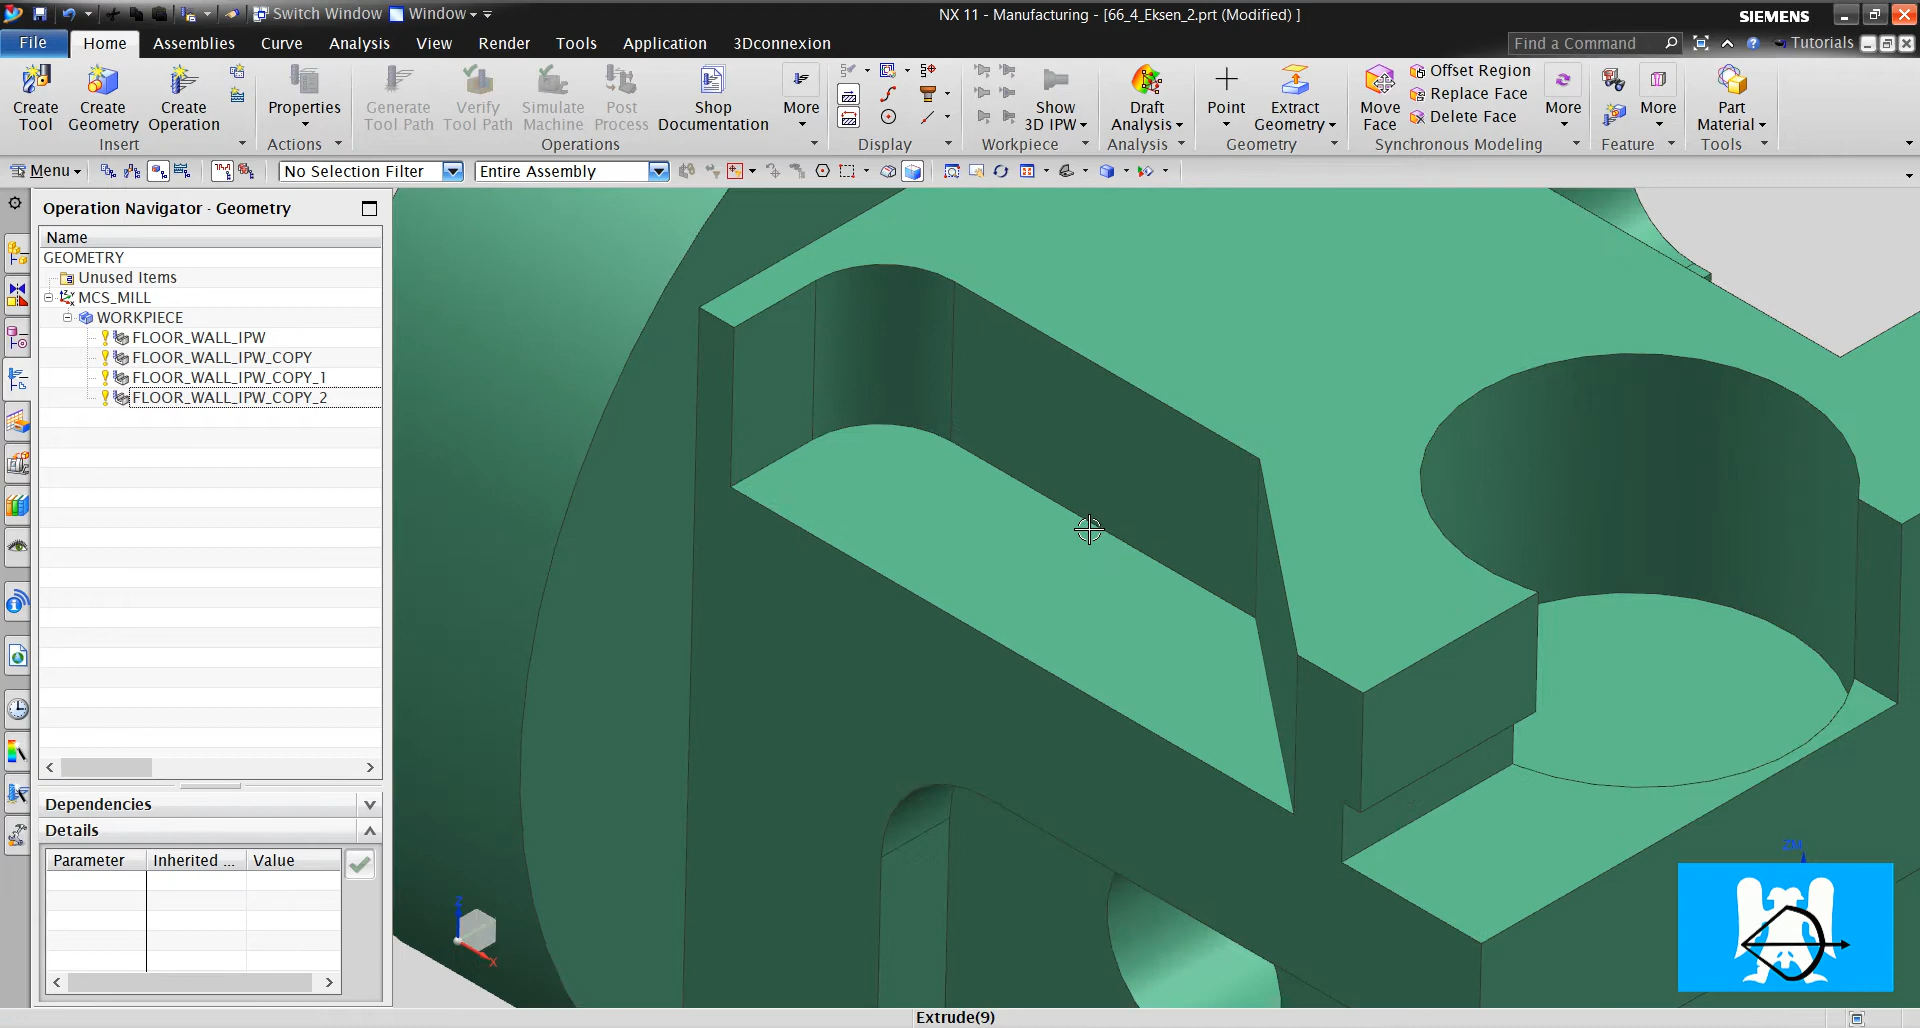 Switch Window Window NX 11 - Manufacturing - [66_4_Eksen_2.prt (Modified) ] SIEMENS
File Home Assemblies Curve Analysis View Render Tools Application 3Dconnexion Find a Command Tutorials
Create Tool Create Geometry Create Operation Properties Generate Tool Path Verify Tool Path Simulate Machine Post Process Shop Documentation More Show 3D IPW Draft Analysis Point Extract Geometry Move Face Offset Region Replace Face Delete Face More More Part Material
Insert Actions Operations Display Workpiece Analysis Geometry Synchronous Modeling Feature Tools
Menu No Selection Filter Entire Assembly
Operation Navigator - Geometry
Name
GEOMETRY
Unused Items
MCS_MILL
WORKPIECE
FLOOR_WALL_IPW
FLOOR_WALL_IPW_COPY
FLOOR_WALL_IPW_COPY_1
FLOOR_WALL_IPW_COPY_2
Dependencies
Details
Parameter Inherited ... Value
Z
X
ZM
Extrude(9)